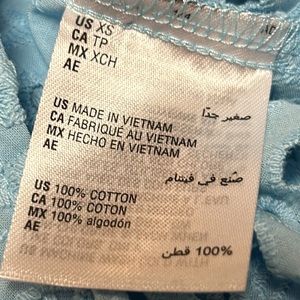 US XS
CA TP
MX XCH
AE صغير جدًا
US MADE IN VIETNAM
CA FABRIQUÉ AU VIETNAM
MX HECHO EN VIETNAM
AE صُنع في فيتنام
US 100% COTTON
CA 100% COTON
MX 100% algodón
AE 100% قطن